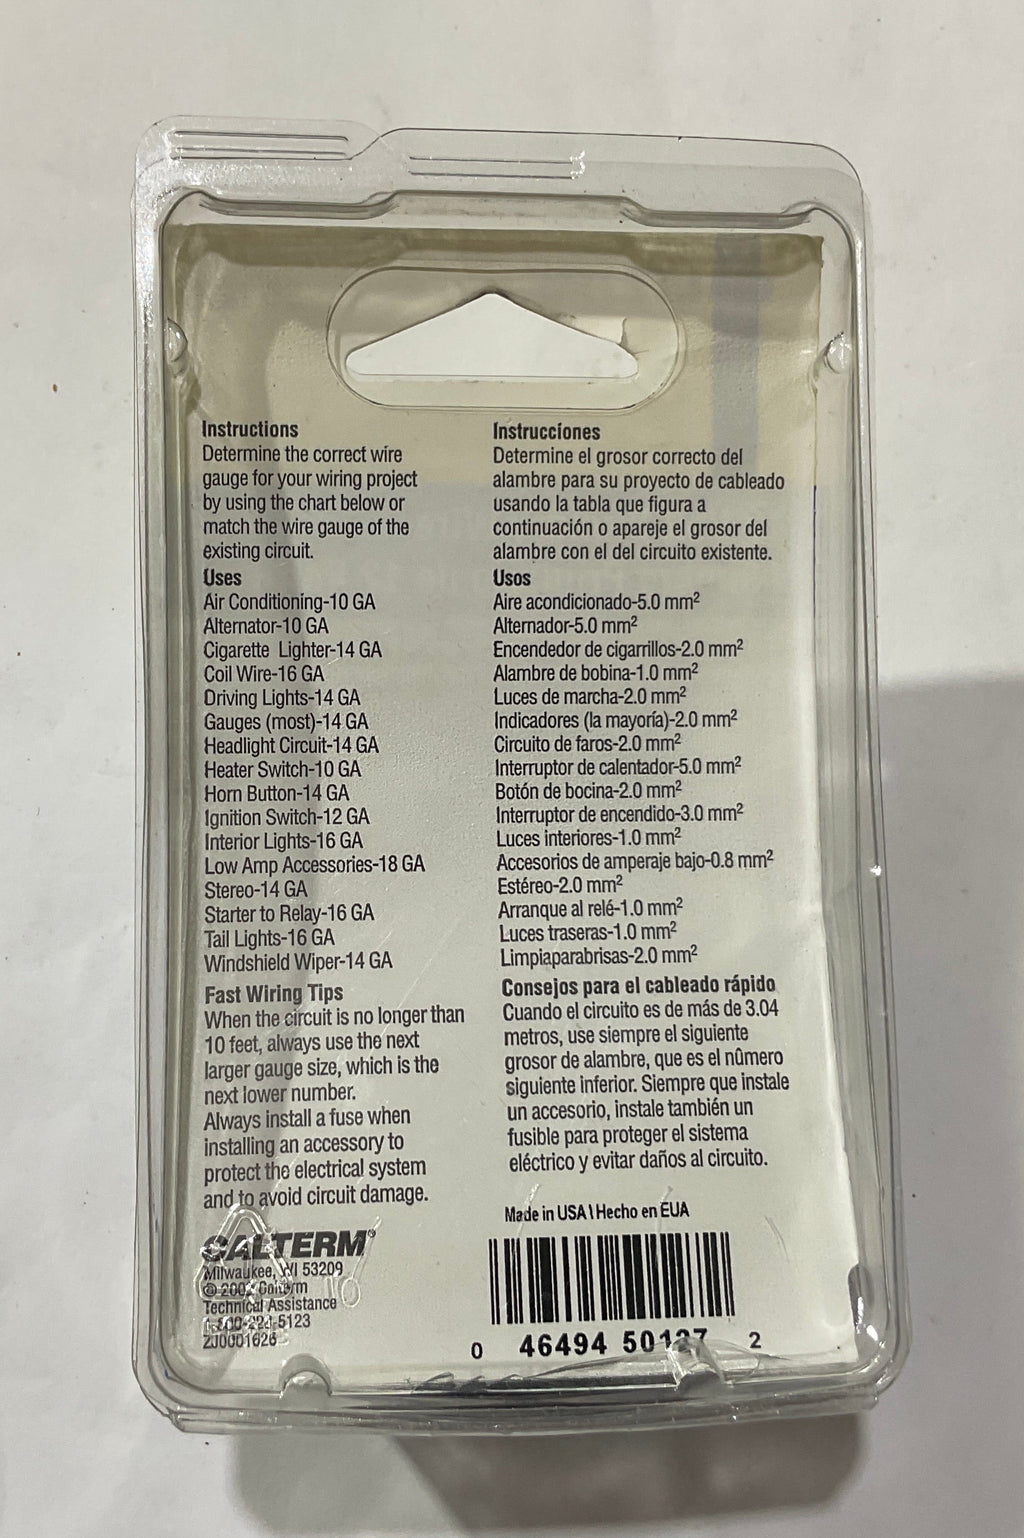 Instructions
Determine the correct wire
gauge for your wiring project
by using the chart below or
match the wire gauge of the
existing circuit.
Uses
Air Conditioning-10 GA
Alternator-10 GA
Cigarette Lighter-14 GA
Coil Wire-16 GA
Driving Lights-14 GA
Gauges (most)-14 GA
Headlight Circuit-14 GA
Heater Switch-10 GA
Horn Button-14 GA
Ignition Switch-12 GA
Interior Lights-16 GA
Low Amp Accessories-18 GA
Stereo-14 GA
Starter to Relay-16 GA
Tail Lights-16 GA
Windshield Wiper-14 GA
Fast Wiring Tips
When the circuit is no longer than
10 feet, always use the next
larger gauge size, which is the
next lower number.
Always install a fuse when
installing an accessory to
protect the electrical system
and to avoid circuit damage.
CALTERM®
Milwaukee, WI 53209
© Calterm
Technical Assistance
1-800-224-5123
ZJ0001626
Instrucciones
Determine el grosor correcto del
alambre para su proyecto de cableado
usando la tabla que figura a
continuación o apareje el grosor del
alambre con el del circuito existente.
Usos
Aire acondicionado-5.0 mm²
Alternador-5.0 mm²
Encendedor de cigarrillos-2.0 mm²
Alambre de bobina-1.0 mm²
Luces de marcha-2.0 mm²
Indicadores (la mayoría)-2.0 mm²
Circuito de faros-2.0 mm²
Interruptor de calentador-5.0 mm²
Botón de bocina-2.0 mm²
Interruptor de encendido-3.0 mm²
Luces interiores-1.0 mm²
Accesorios de amperaje bajo-0.8 mm²
Estéreo-2.0 mm²
Arranque al relé-1.0 mm²
Luces traseras-1.0 mm²
Limpiaparabrisas-2.0 mm²
Consejos para el cableado rápido
Cuando el circuito es de más de 3.04
metros, use siempre el siguiente
grosor de alambre, que es el nûmero
siguiente inferior. Siempre que instale
un accesorio, instale también un
fusible para proteger el sistema
eléctrico y evitar daños al circuito.
Made in USA \ Hecho en EUA
0 46494 50127 2